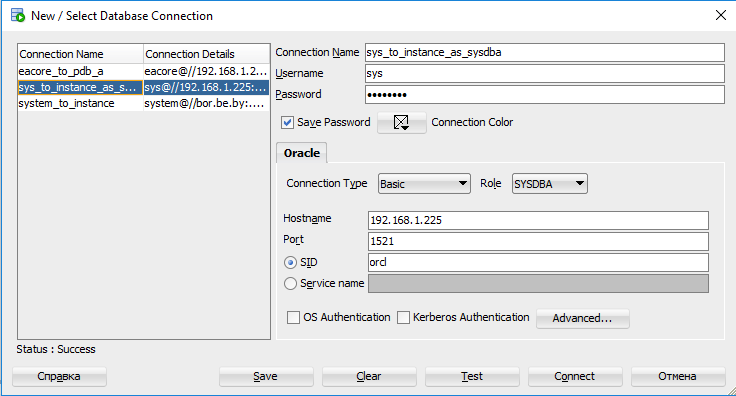 New / Select Database Connection
Connection Name Connection Details
eacore_to_pdb_a eacore@//192.168.1.2...
sys_to_instance_as_s... sys@//192.168.1.225:...
system_to_instance system@//bor.be.by:...
Connection Name sys_to_instance_as_sysdba
Username sys
Password ••••••••
Save Password Connection Color
Oracle
Connection Type Basic Role SYSDBA
Hostname 192.168.1.225
Port 1521
SID orcl
Service name
OS Authentication Kerberos Authentication Advanced...
Status : Success
Справка Save Clear Test Connect Отмена